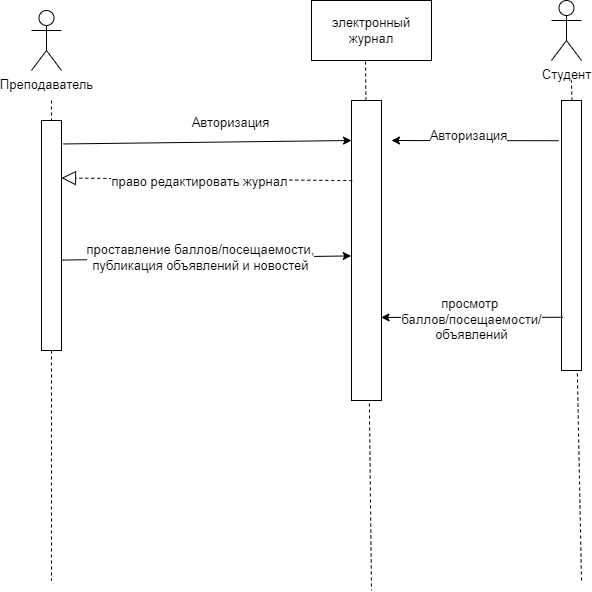 электронный
журнал
Преподаватель
Студент
Авторизация
Авторизация
право редактировать журнал
проставление баллов/посещаемости,
публикация объявлений и новостей
просмотр
баллов/посещаемости/
объявлений